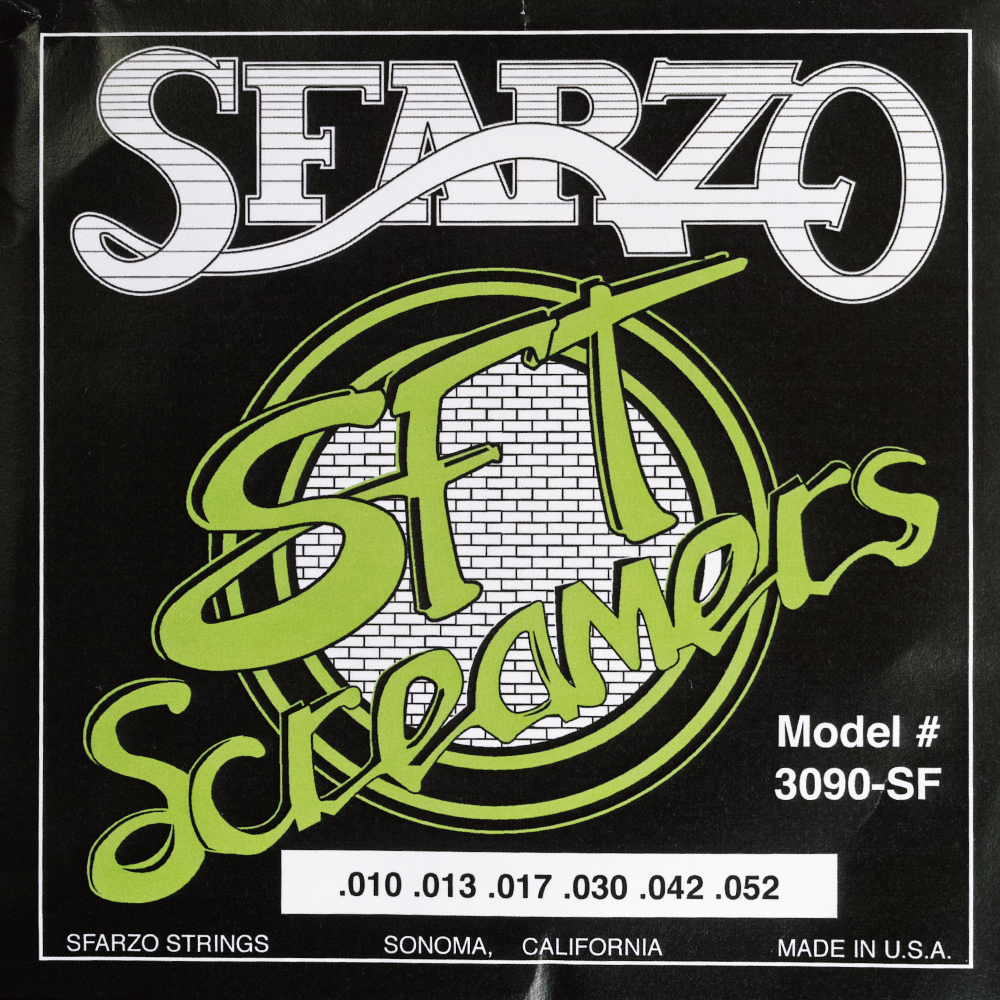 SFARZO
SFT
Screamers
Model #
3090-SF
.010 .013 .017 .030 .042 .052
SFARZO STRINGS SONOMA, CALIFORNIA MADE IN U.S.A.